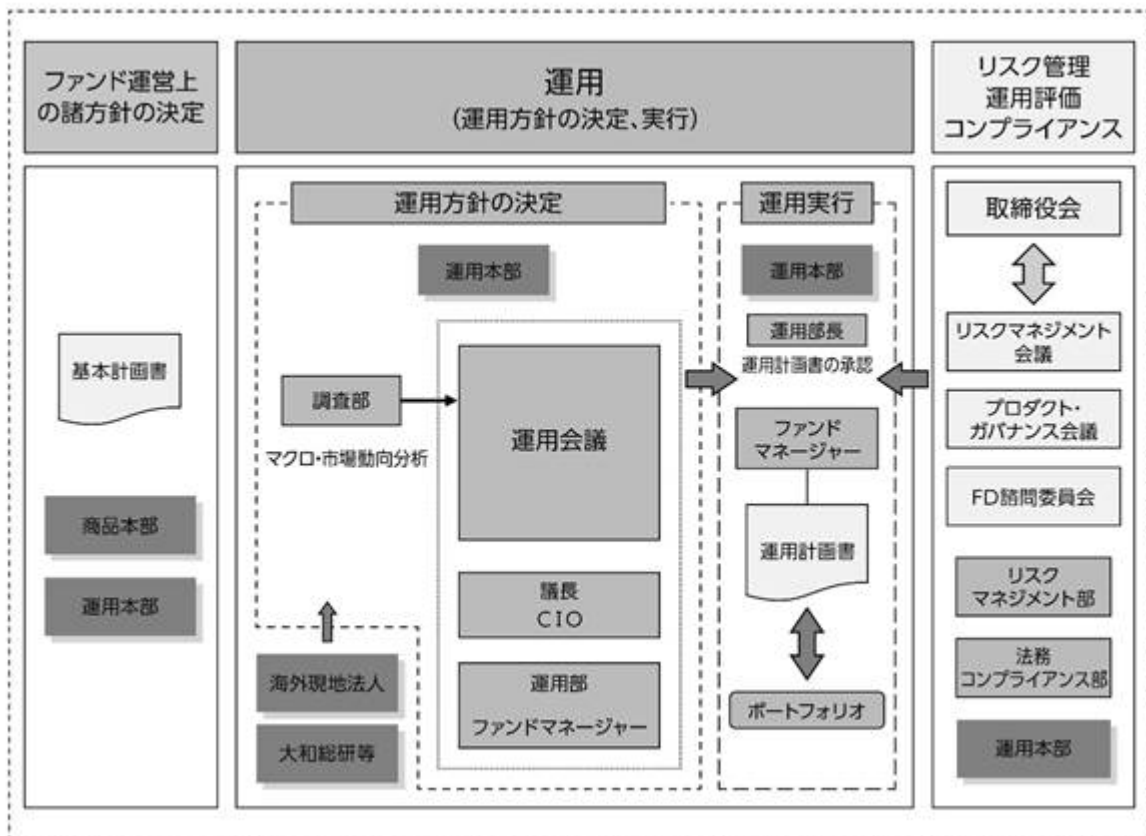 ファンド運営上
の諸方針の決定
運用
(運用方針の決定、実行)
リスク管理
運用評価
コンプライアンス
基本計画書
商品本部
運用本部
運用方針の決定
運用本部
調査部
マクロ・市場動向分析
運用会議
議長
CIO
運用部
ファンドマネージャー
海外現地法人
大和総研等
運用実行
運用本部
運用部長
運用計画書の承認
ファンド
マネージャー
運用計画書
ポートフォリオ
取締役会
リスクマネジメント
会議
プロダクト・
ガバナンス会議
FD諮問委員会
リスク
マネジメント部
法務
コンプライアンス部
運用本部